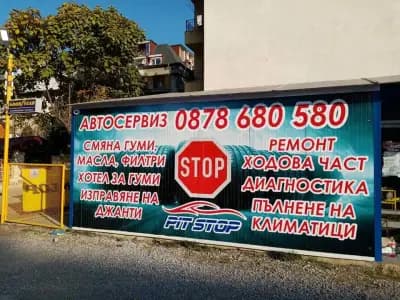 АВТОСЕРВИЗ 0878 680 580
СМЯНА ГУМИ,
МАСЛА, ФИЛТРИ
ХОТЕЛ ЗА ГУМИ
ИЗПРАВЯНЕ НА
ДЖАНТИ
STOP
PIT STOP
РЕМОНТ
ХОДОВА ЧАСТ
ДИАГНОСТИКА
ПЪЛНЕНЕ НА
КЛИМАТИЦИ